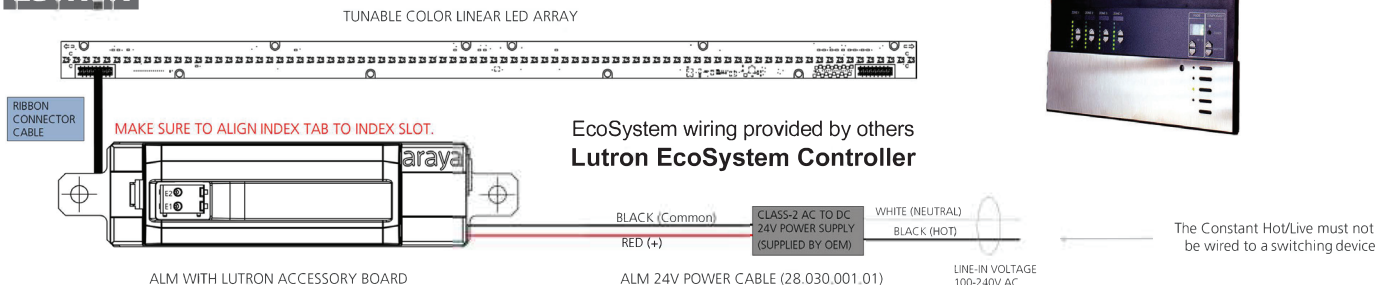 TUNABLE COLOR LINEAR LED ARRAY
RIBBON
CONNECTOR
CABLE
MAKE SURE TO ALIGN INDEX TAB TO INDEX SLOT.
araya
E2
E1
EcoSystem wiring provided by others
Lutron EcoSystem Controller
BLACK (Common)
RED (+)
CLASS-2 AC TO DC
24V POWER SUPPLY
(SUPPLIED BY OEM)
WHITE (NEUTRAL)
BLACK (HOT)
The Constant Hot/Live must not
be wired to a switching device
ALM WITH LUTRON ACCESSORY BOARD
ALM 24V POWER CABLE (28.030.001.01)
LINE-IN VOLTAGE
100-240V AC